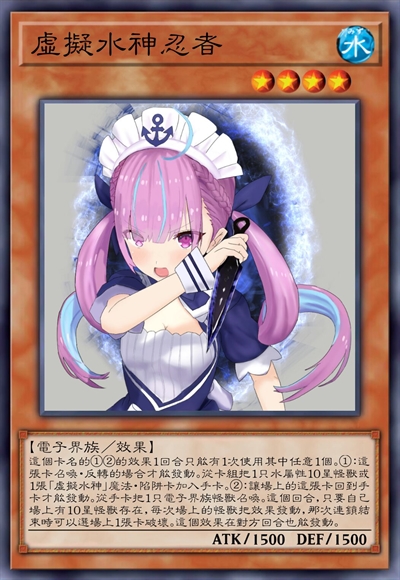 虛擬水神忍者
水
【電子界族／效果】
這個卡名的①②的效果1回合只能有1次使用其中任意1個。①：這
張卡召喚·反轉的場合才能發動。從卡組把1只水屬性10星怪獸或
1張「虛擬水神」魔法·陷阱卡加入手卡。②：讓場上的這張卡回到手
卡才能發動。從手卡把1只電子界族怪獸召喚。這個回合，只要自己
場上有10星怪獸存在，每次場上的怪獸把效果發動，那次連鎖結
束時可以選場上1張卡破壞。這個效果在對方回合也能發動。
ATK/1500 DEF/1500